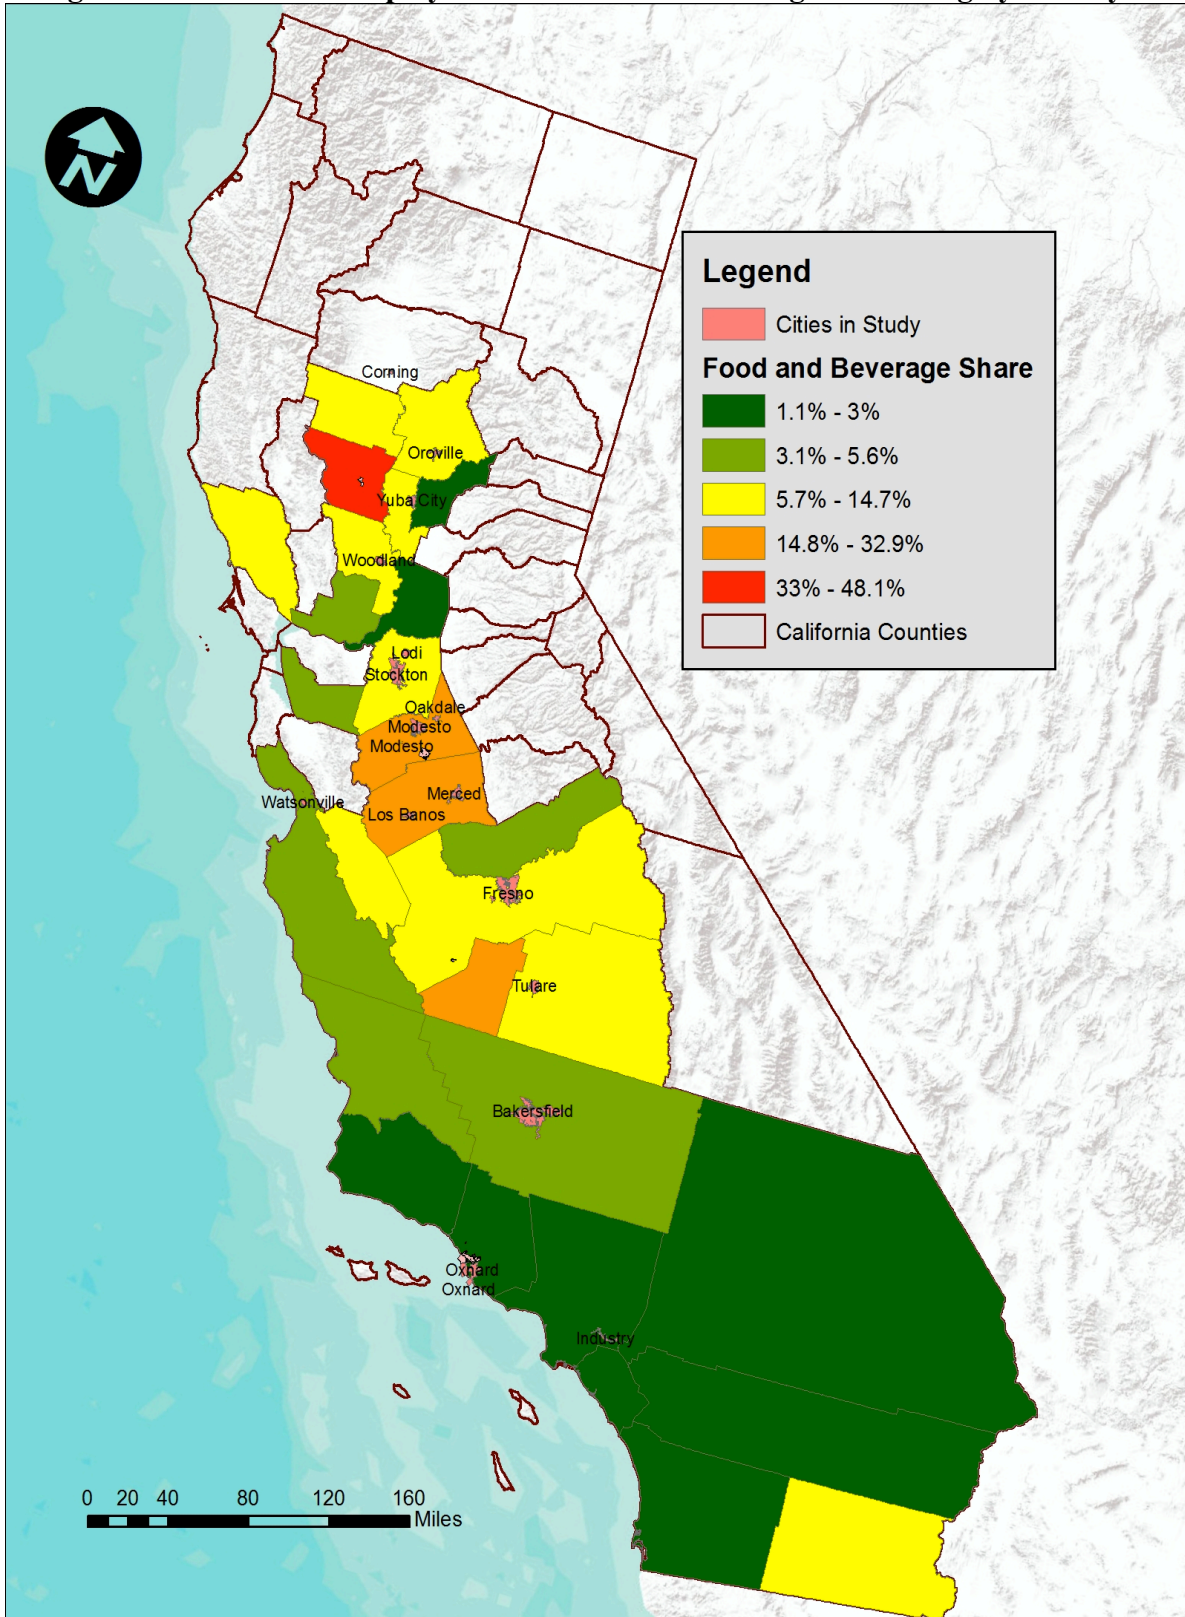 N
Legend
Cities in Study
Food and Beverage Share
1.1% - 3%
3.1% - 5.6%
5.7% - 14.7%
14.8% - 32.9%
33% - 48.1%
California Counties
Corning
Oroville
Yuba City
Woodland
Lodi
Stockton
Oakdale
Modesto
Modesto
Merced
Watsonville
Los Banos
Fresno
Tulare
Bakersfield
Oxnard
Oxnard
Industry
0 20 40 80 120 160
Miles